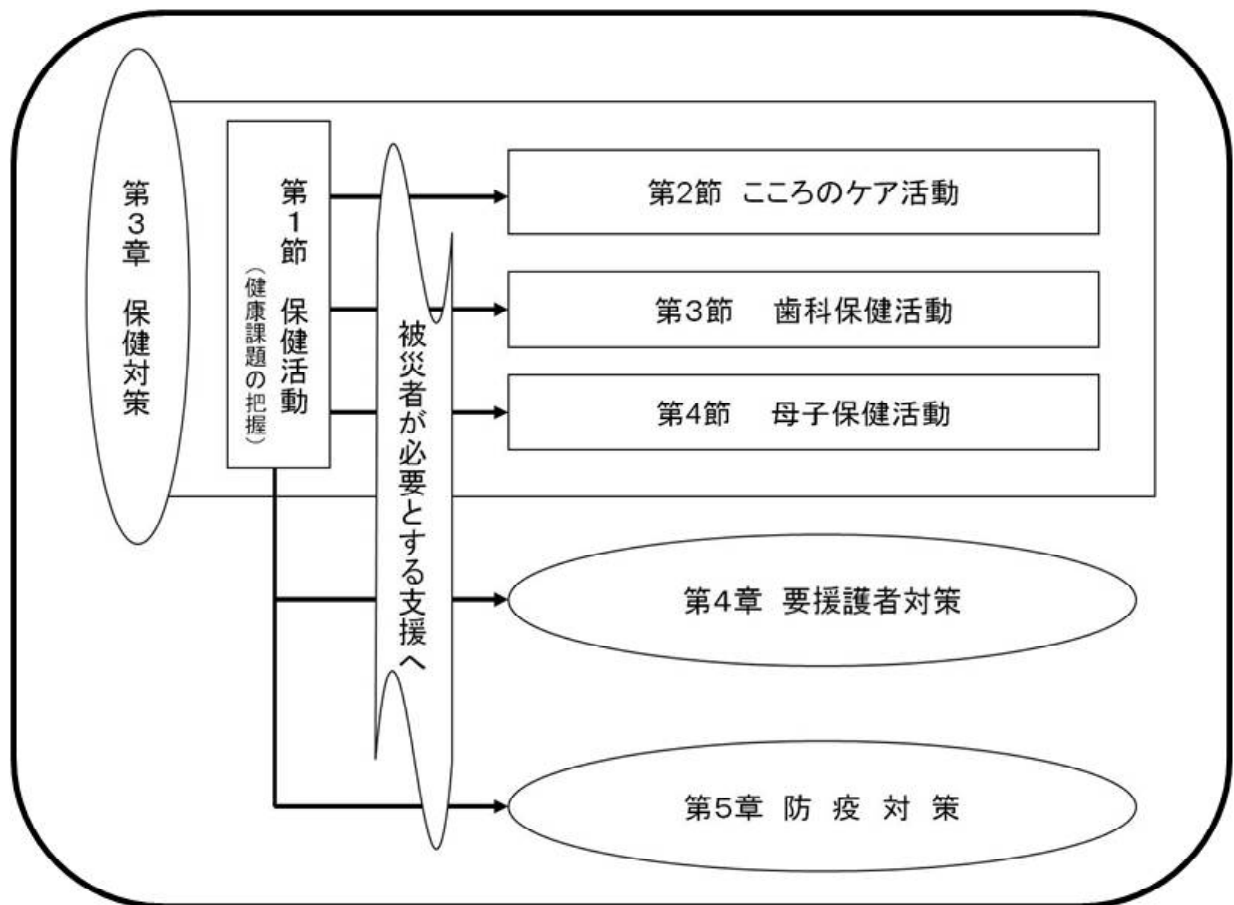 第3章 保健対策
第1節 保健活動
（健康課題の把握）
被災者が必要とする支援へ
第2節 こころのケア活動
第3節 歯科保健活動
第4節 母子保健活動
第4章 要援護者対策
第5章 防 疫 対 策